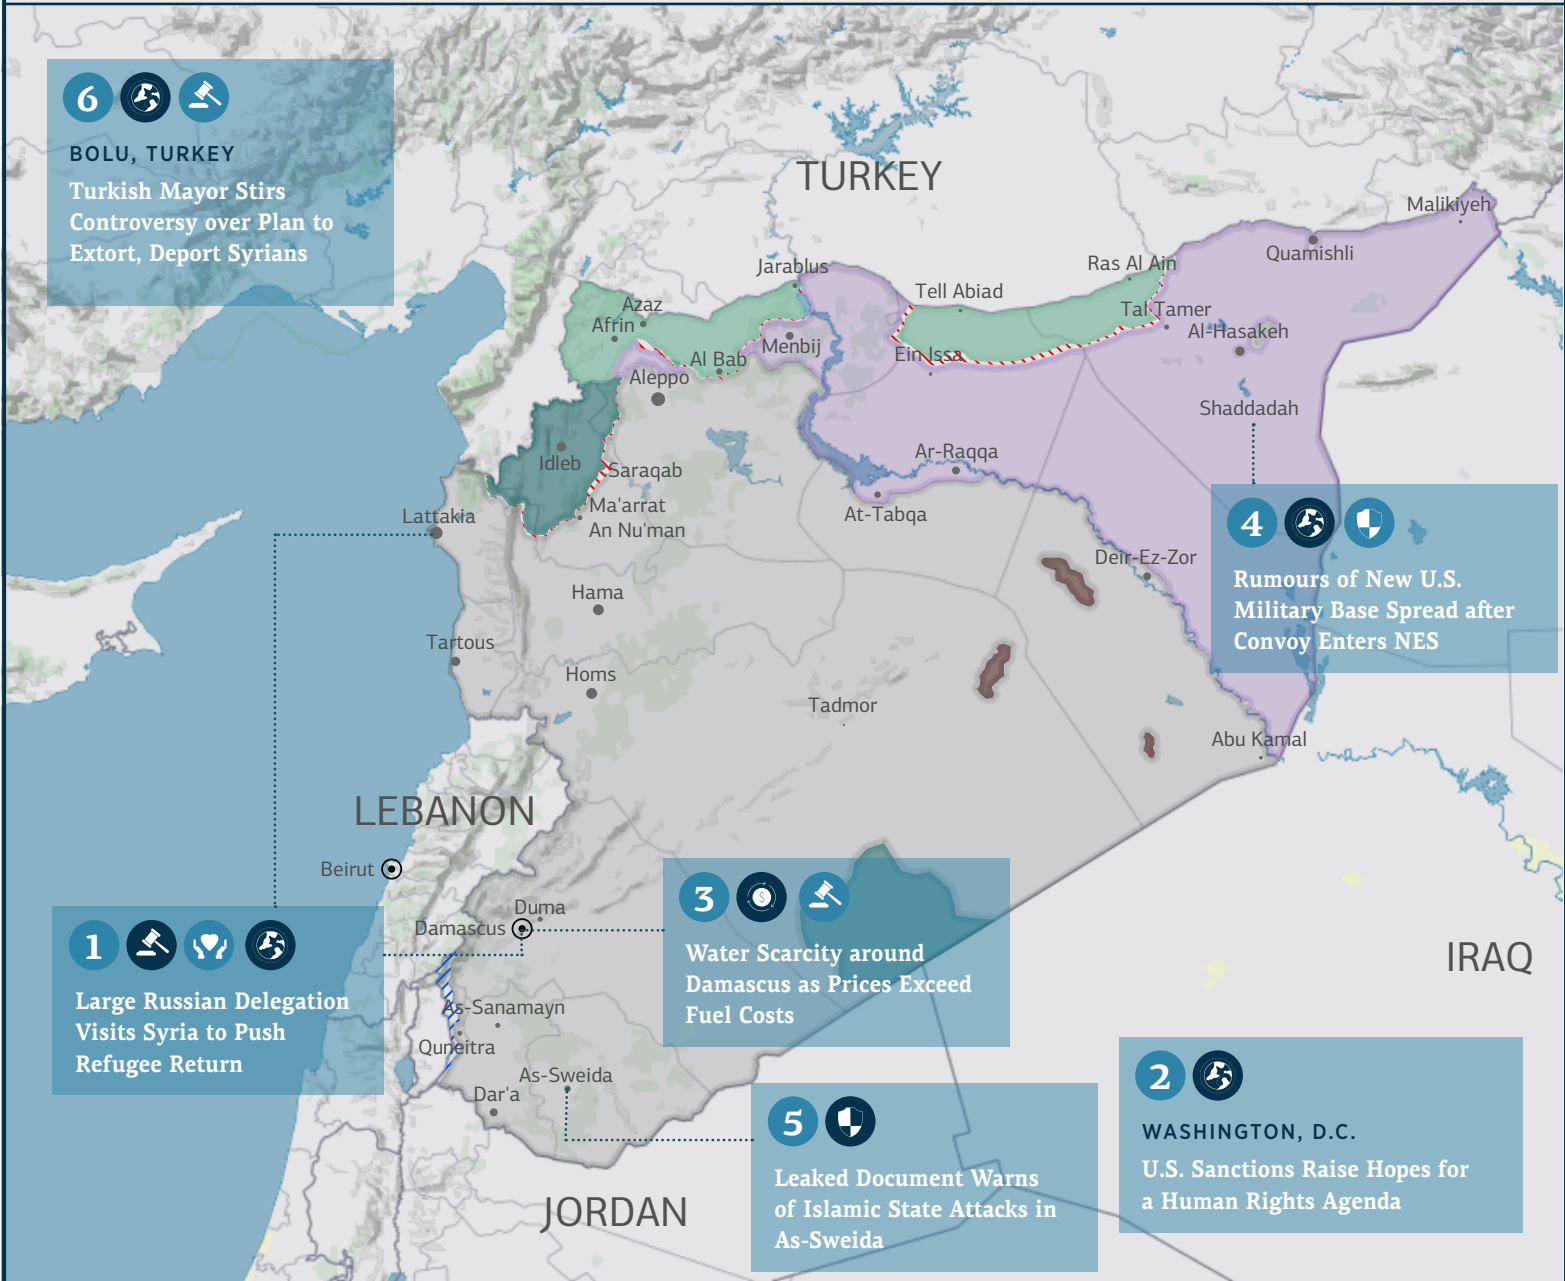 6
BOLU, TURKEY
Turkish Mayor Stirs
Controversy over Plan to
Extort, Deport Syrians
TURKEY
Malikiyeh
Quamishli
Jarablus
Ras Al Ain
Tell Abiad
Azaz
Tal Tamer
Afrin
Al-Hasakeh
Menbij
Ein Issa
Al Bab
Aleppo
Shaddadah
Ar-Raqqa
Idleb
Saraqab
Ma'arrat
An Nu'man
Lattakia
At-Tabqa
4
Rumours of New U.S.
Military Base Spread after
Convoy Enters NES
Deir-Ez-Zor
Hama
Tartous
Homs
Tadmor
Abu Kamal
LEBANON
Beirut
Duma
Damascus
3
$
Water Scarcity around
Damascus as Prices Exceed
Fuel Costs
1
Large Russian Delegation
Visits Syria to Push
Refugee Return
IRAQ
As-Sanamayn
Quneitra
As-Sweida
Dar'a
2
WASHINGTON, D.C.
U.S. Sanctions Raise Hopes for
a Human Rights Agenda
5
Leaked Document Warns
of Islamic State Attacks in
As-Sweida
JORDAN